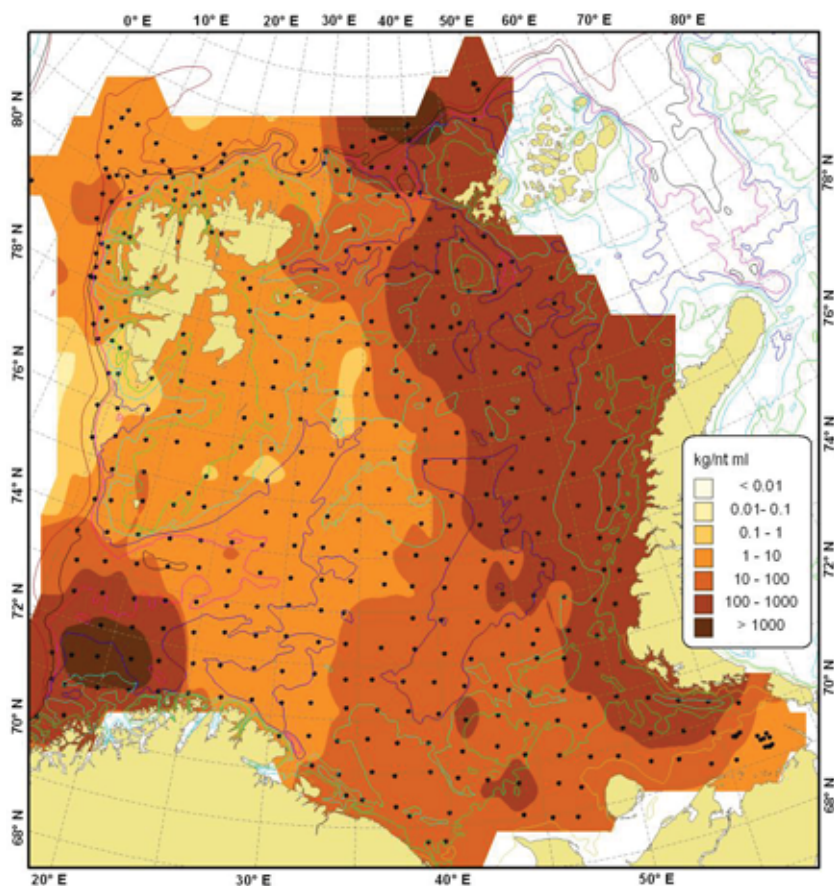 0° E 10° E 20° E 30° E 40° E 50° E 60° E 70° E 80° E
80° N
78° N
76° N
74° N
72° N
70° N
68° N
78° N
76° N
74° N
72° N
70° N
68° N
kg/nt ml
< 0.01
0.01- 0.1
0.1 - 1
1 - 10
10 - 100
100 - 1000
> 1000
20° E 30° E 40° E 50° E